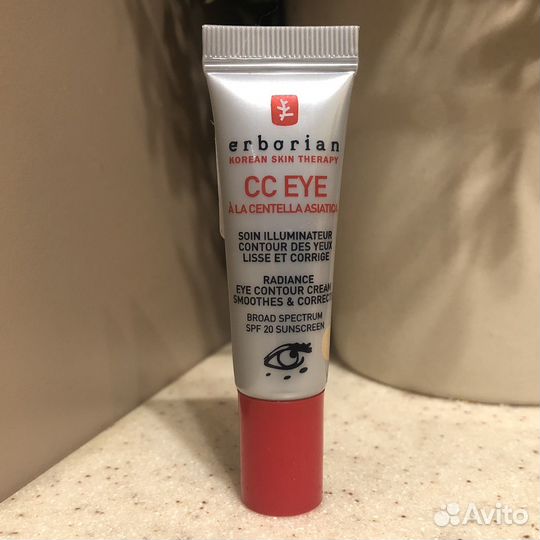 erborian
KOREAN SKIN THERAPY
CC EYE
À LA CENTELLA ASIATICA
SOIN ILLUMINATEUR
CONTOUR DES YEUX
LISSE ET CORRIGE
RADIANCE
EYE CONTOUR CREAM
SMOOTHES & CORRECTS
BROAD SPECTRUM
SPF 20 SUNSCREEN
Avito